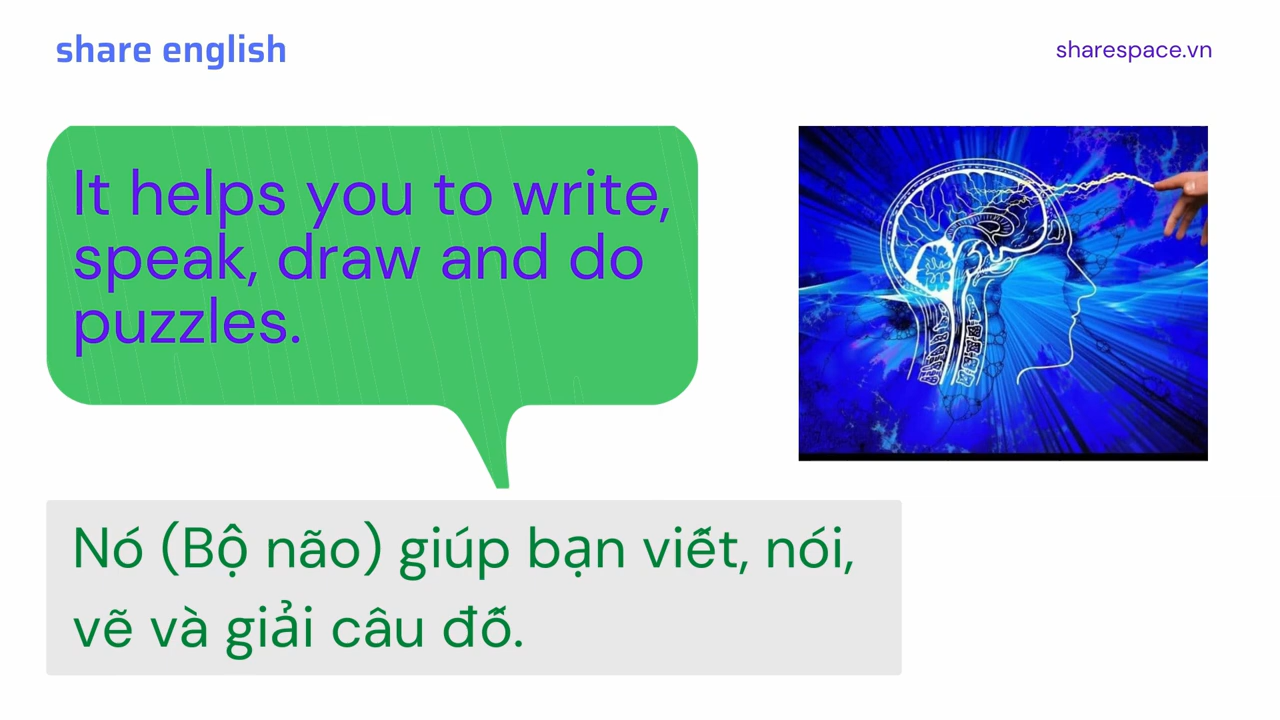 share english
sharespace.vn
It helps you to write,
speak, draw and do
puzzles.
Nó (Bộ não) giúp bạn viết, nói,
vẽ và giải câu đố.